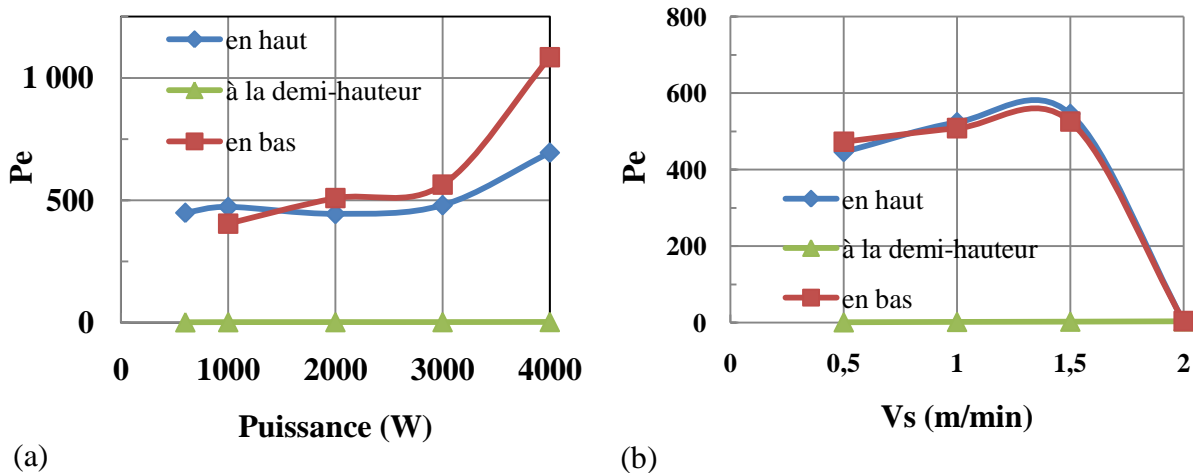 en haut
à la demi-hauteur
en bas
1 000
500
0
Pe
0 1000 2000 3000 4000
Puissance (W)
(a)
800
600
400
200
0
Pe
en haut
à la demi-hauteur
en bas
0 0,5 1 1,5 2
Vs (m/min)
(b)